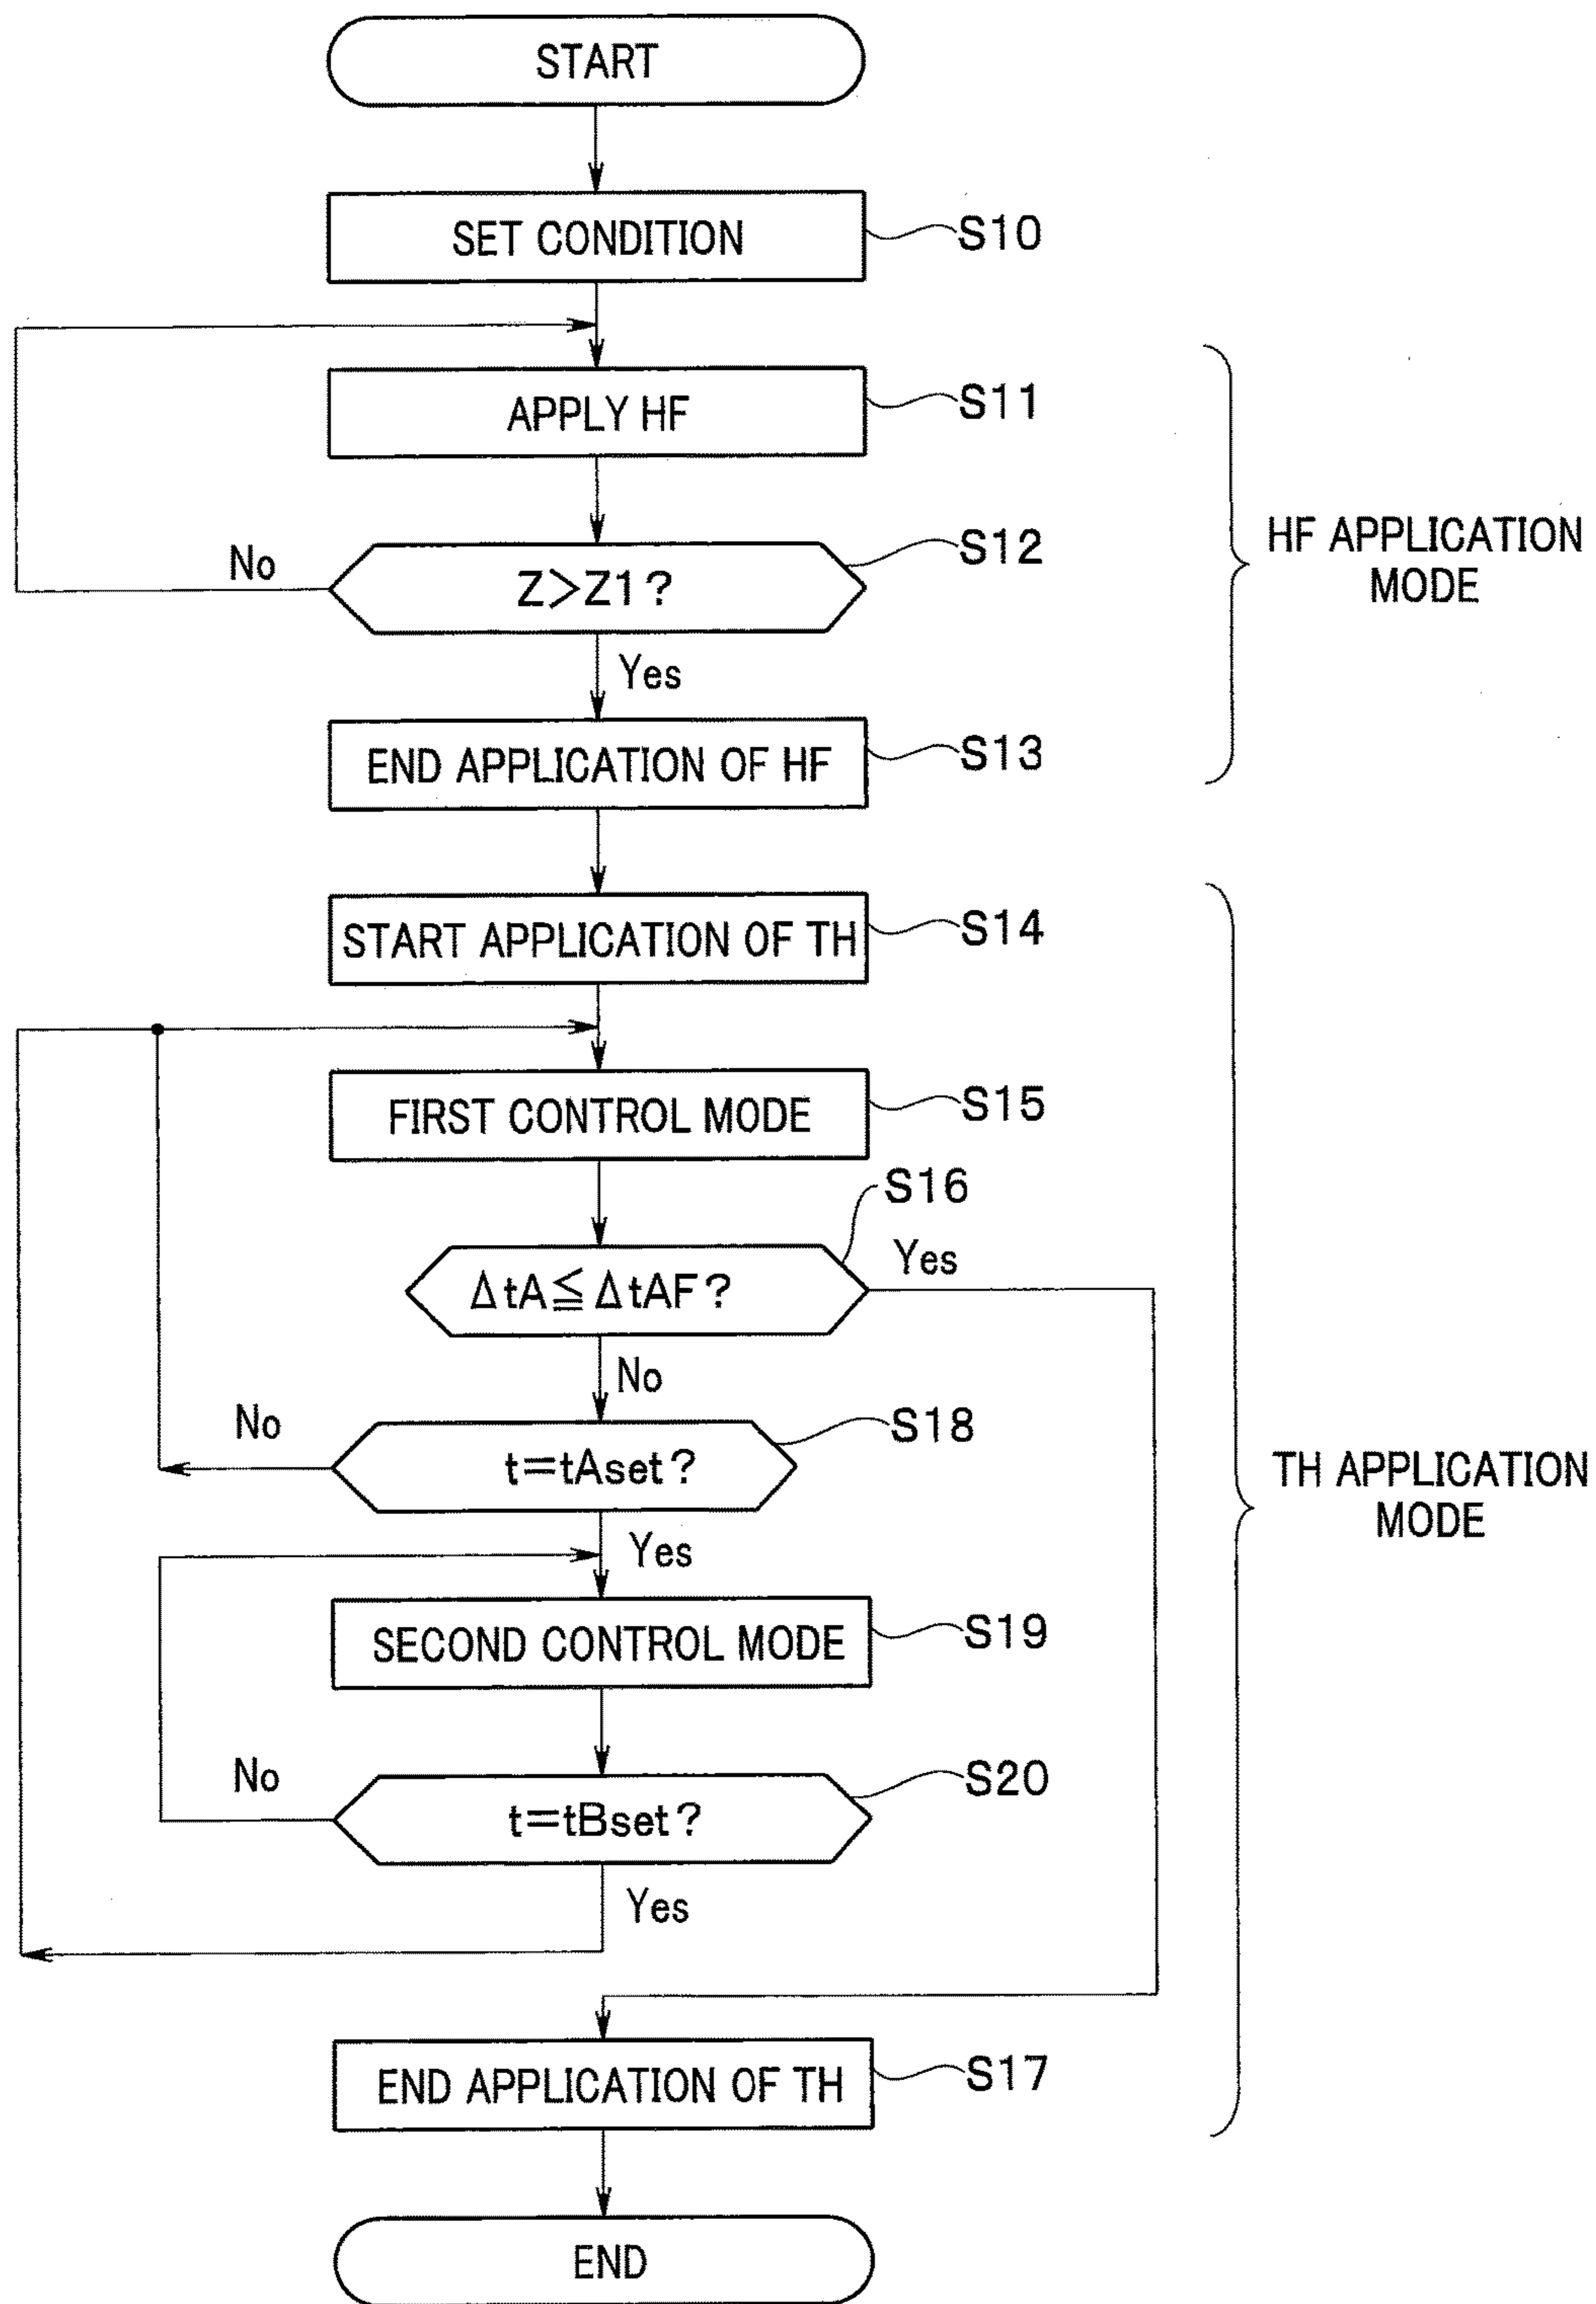 START
SET CONDITION
S10
APPLY HF
S11
Z>Z1?
S12
No
Yes
END APPLICATION OF HF
S13
HF APPLICATION
MODE
START APPLICATION OF TH
S14
FIRST CONTROL MODE
S15
ΔtA≦ΔtAF?
S16
Yes
No
t=tAset?
S18
No
Yes
SECOND CONTROL MODE
S19
t=tBset?
S20
No
Yes
END APPLICATION OF TH
S17
TH APPLICATION
MODE
END